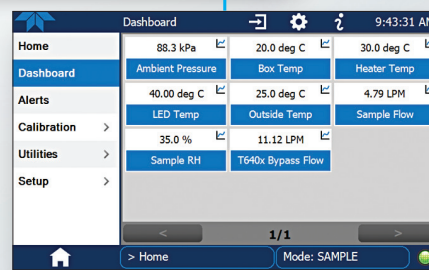 Dashboard 9:43:31 AM
Home
Dashboard
Alerts
Calibration >
Utilities >
Setup >
88.3 kPa 20.0 deg C 30.0 deg C
Ambient Pressure Box Temp Heater Temp
40.00 deg C 25.0 deg C 4.79 LPM
LED Temp Outside Temp Sample Flow
35.0 % 11.12 LPM
Sample RH T640x Bypass Flow
< 1/1 >
> Home Mode: SAMPLE